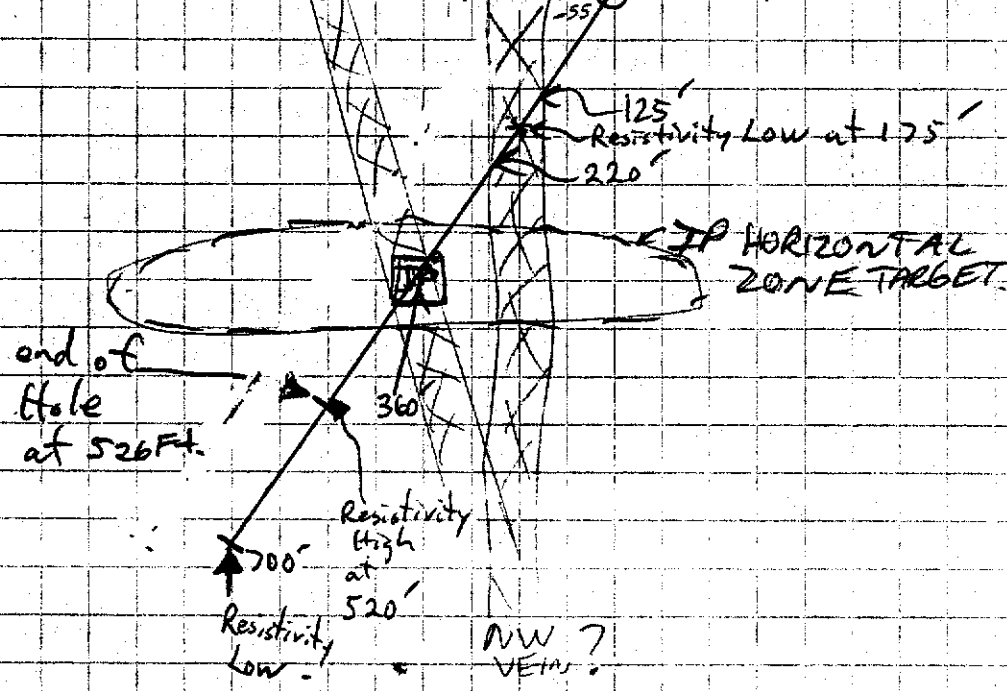 -55
125'
Resistivity Low at 175'
220'
IP HORIZONTAL
ZONE TARGET.
IP
end of
Hole
at 526 Ft.
360'
Resistivity
High
at
520'
700'
Resistivity
Low.
NW
VEIN?